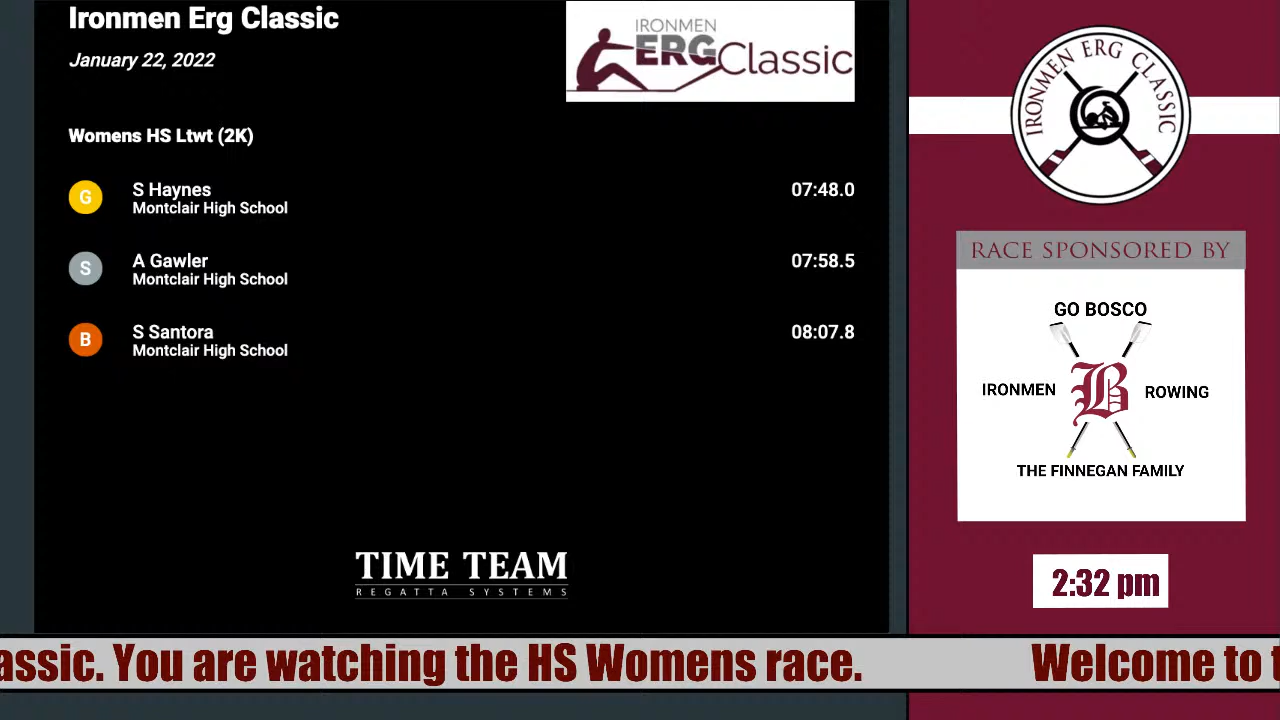 Ironmen Erg Classic
January 22, 2022
IRONMEN
ERG Classic
Womens HS Ltwt (2K)
G
S Haynes
07:48.0
Montclair High School
S
A Gawler
07:58.5
Montclair High School
B
S Santora
08:07.8
Montclair High School
TIME TEAM
REGATTA SYSTEMS
IRONMEN ERG CLASSIC
RACE SPONSORED BY
GO BOSCO
IRONMEN B ROWING
THE FINNEGAN FAMILY
2:32 pm
assic. You are watching the HS Womens race. Welcome to t